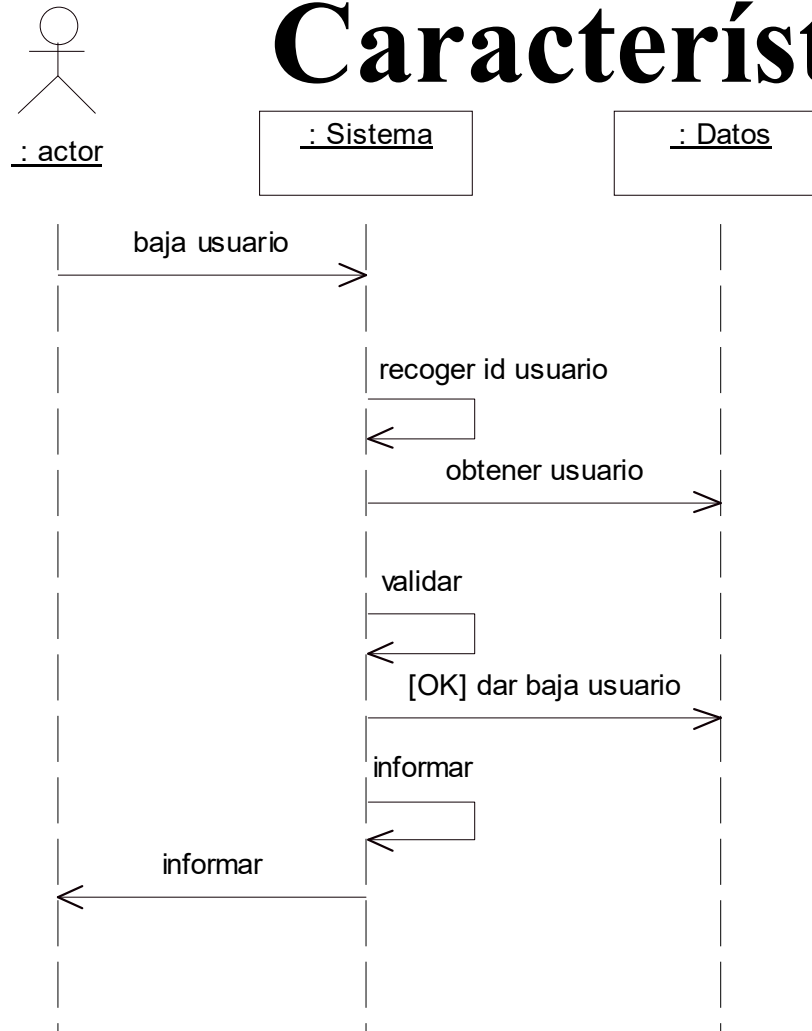 Característ
: actor
: Sistema
: Datos
baja usuario
recoger id usuario
obtener usuario
validar
[OK] dar baja usuario
informar
informar